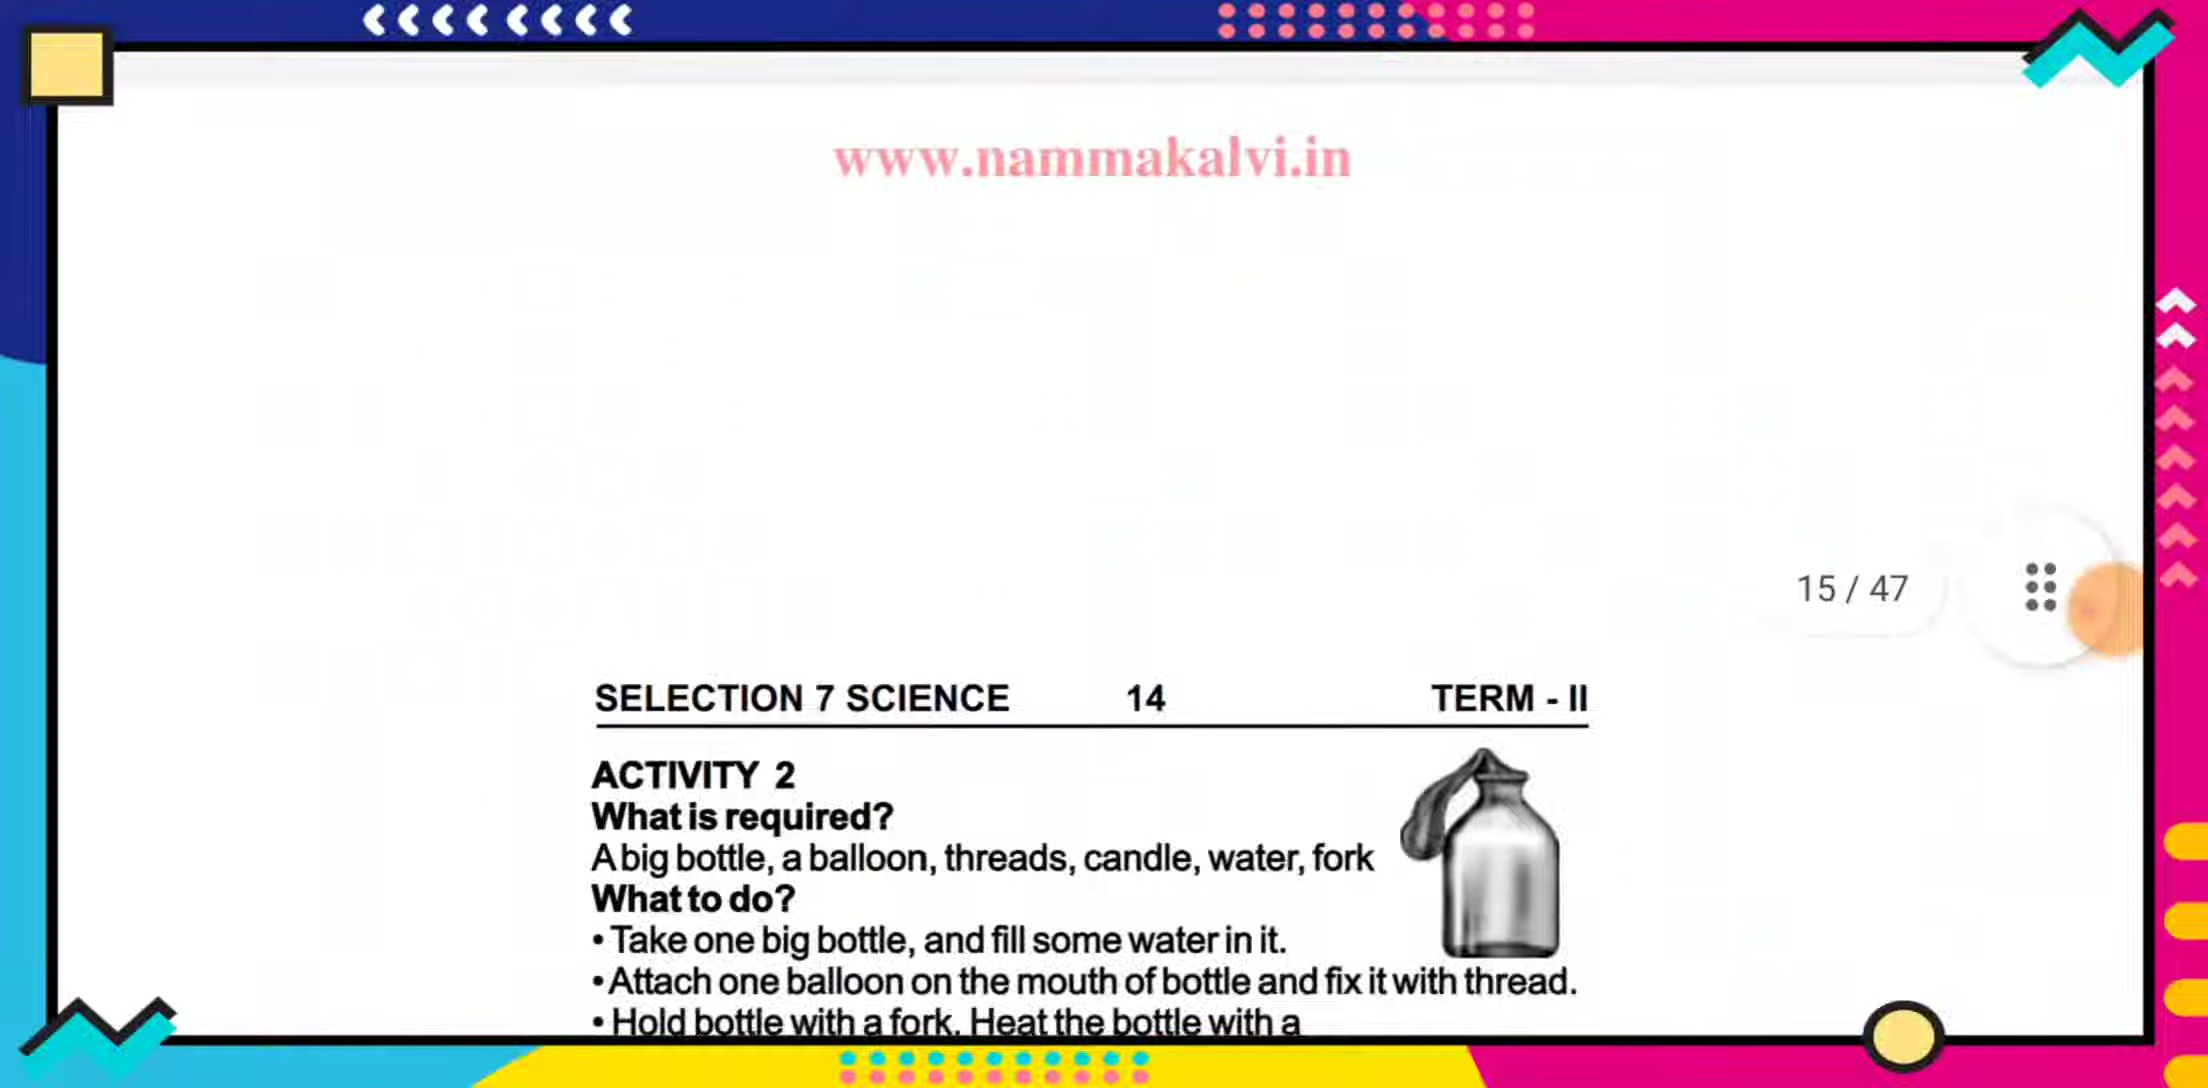 www.nammakalvi.in
15 / 47
SELECTION 7 SCIENCE 14 TERM - II
ACTIVITY 2
What is required?
A big bottle, a balloon, threads, candle, water, fork
What to do?
• Take one big bottle, and fill some water in it.
• Attach one balloon on the mouth of bottle and fix it with thread.
• Hold bottle with a fork. Heat the bottle with a